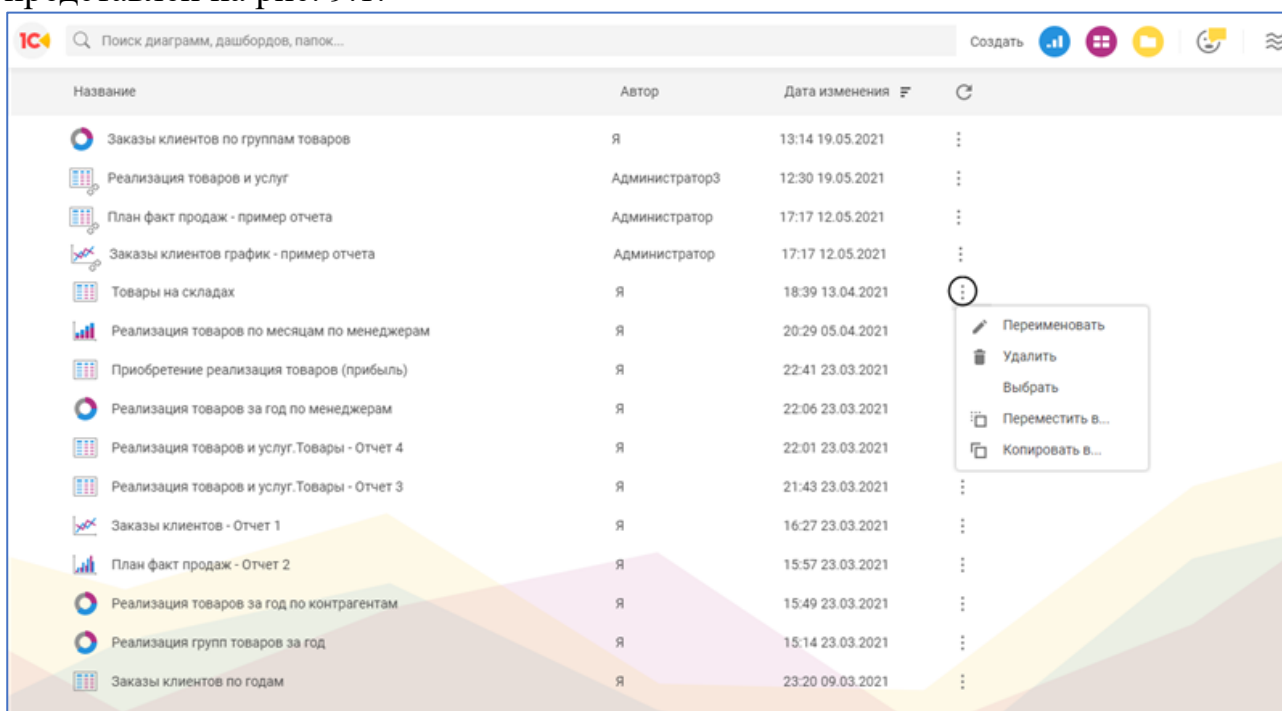 представлен на рис. 9.1.
1С Поиск диаграмм, дашбордов, папок... Создать
Название Автор Дата изменения
Заказы клиентов по группам товаров Я 13:14 19.05.2021
Реализация товаров и услуг Администратор3 12:30 19.05.2021
План факт продаж - пример отчета Администратор 17:17 12.05.2021
Заказы клиентов график - пример отчета Администратор 17:17 12.05.2021
Товары на складах Я 18:39 13.04.2021
Реализация товаров по месяцам по менеджерам Я 20:29 05.04.2021 Переименовать
Удалить
Приобретение реализация товаров (прибыль) Я 22:41 23.03.2021
Выбрать
Реализация товаров за год по менеджерам Я 22:06 23.03.2021 Переместить в...
Реализация товаров и услуг.Товары - Отчет 4 Я 22:01 23.03.2021 Копировать в...
Реализация товаров и услуг.Товары - Отчет 3 Я 21:43 23.03.2021
Заказы клиентов - Отчет 1 Я 16:27 23.03.2021
План факт продаж - Отчет 2 Я 15:57 23.03.2021
Реализация товаров за год по контрагентам Я 15:49 23.03.2021
Реализация групп товаров за год Я 15:14 23.03.2021
Заказы клиентов по годам Я 23:20 09.03.2021